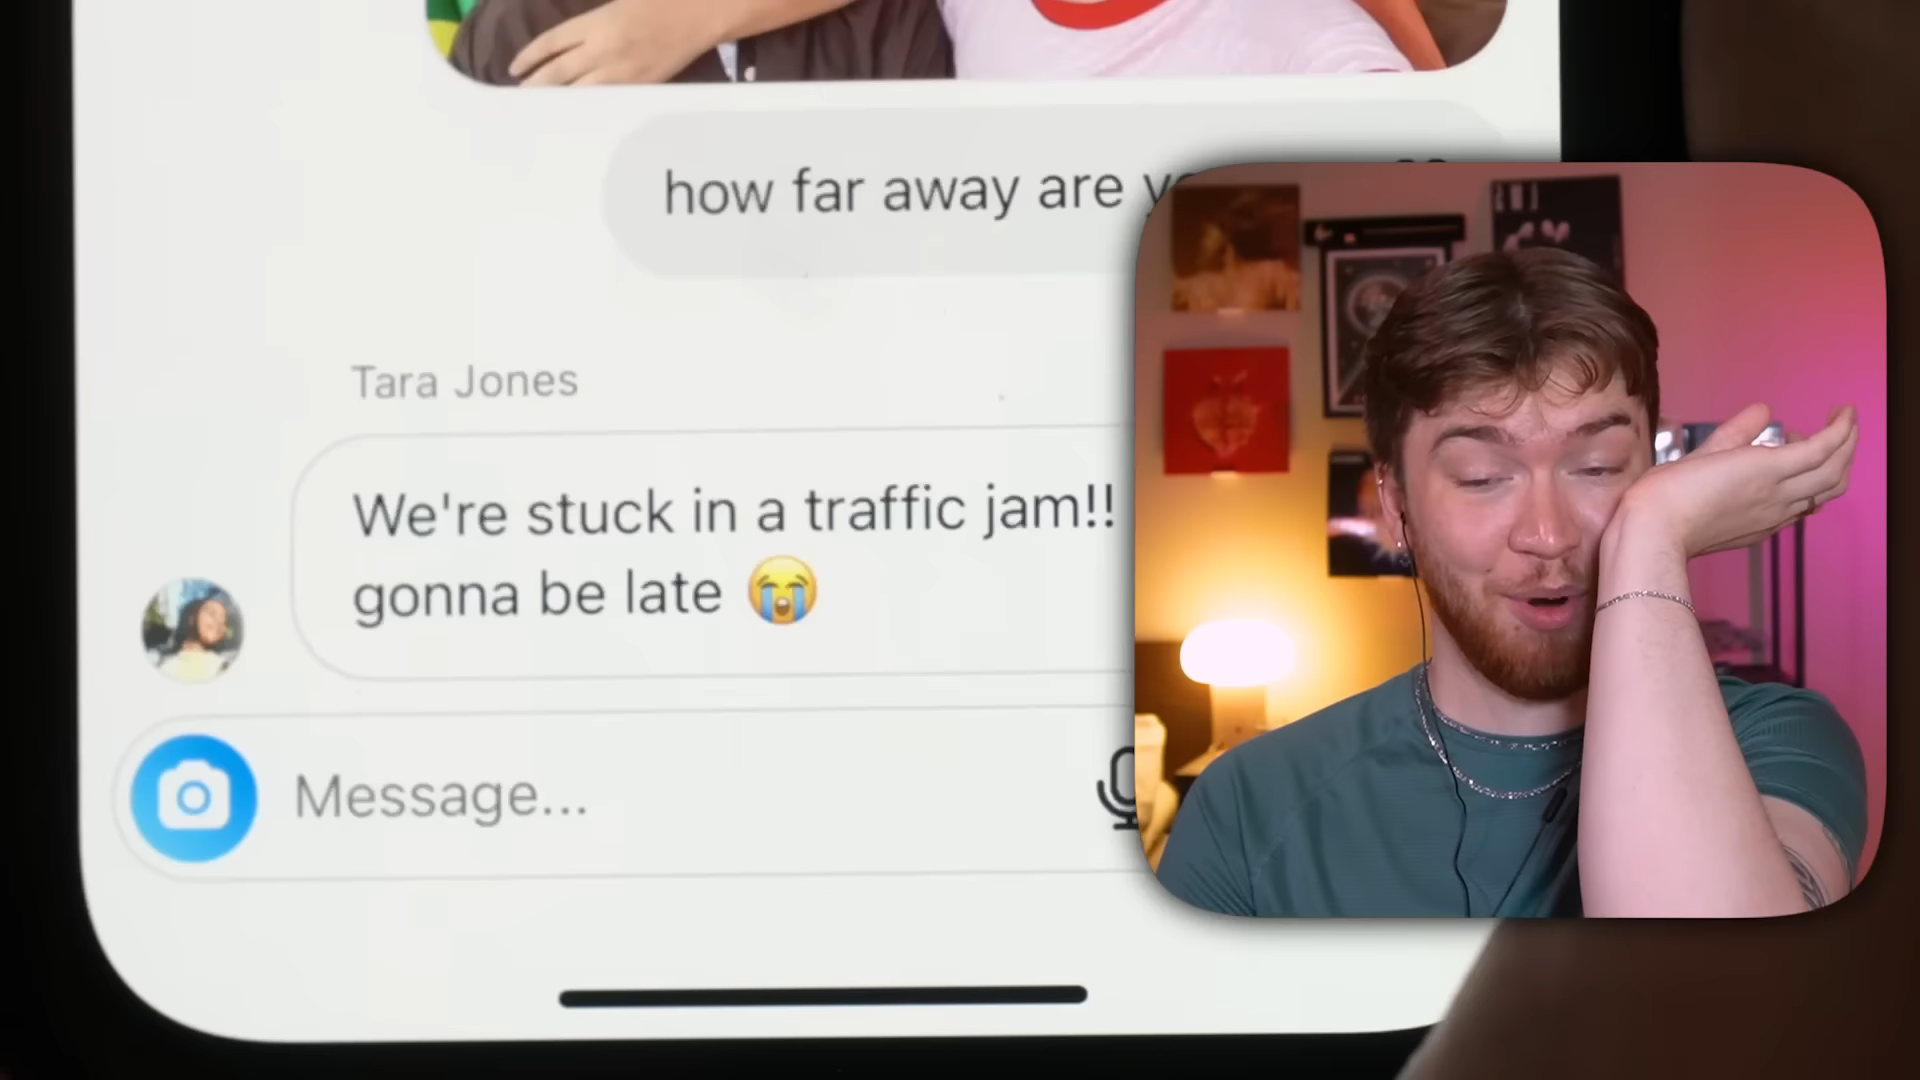 how far away are
Tara Jones
We're stuck in a traffic jam!!
gonna be late 😭
Message...